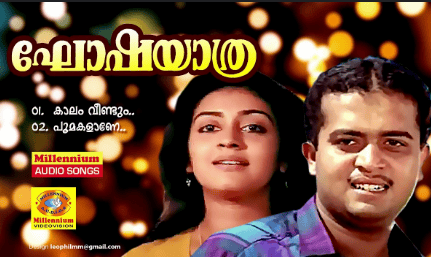 ഘോഷയാത്ര
01. കാലം വീണ്ടും..
02. പൂമകളാണേ..
Millennium
AUDIO SONGS
Millennium
VIDEOVISION
Design: leophilmm@gmail.com